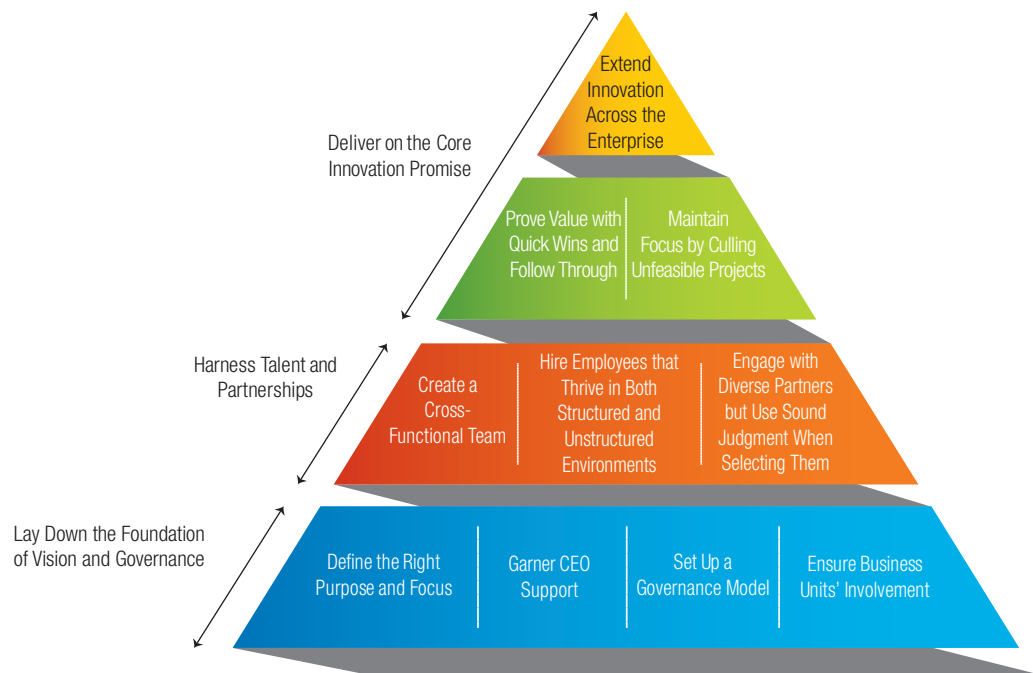 Extend
Innovation
Across the
Enterprise
Deliver on the Core
Innovation Promise
Prove Value with
Quick Wins and
Follow Through
Maintain
Focus by Culling
Unfeasible Projects
Harness Talent and
Partnerships
Create a
Cross-
Functional Team
Hire Employees that
Thrive in Both
Structured and
Unstructured
Environments
Engage with
Diverse Partners
but Use Sound
Judgment When
Selecting Them
Lay Down the Foundation
of Vision and Governance
Define the Right
Purpose and Focus
Garner CEO
Support
Set Up a
Governance Model
Ensure Business
Units' Involvement